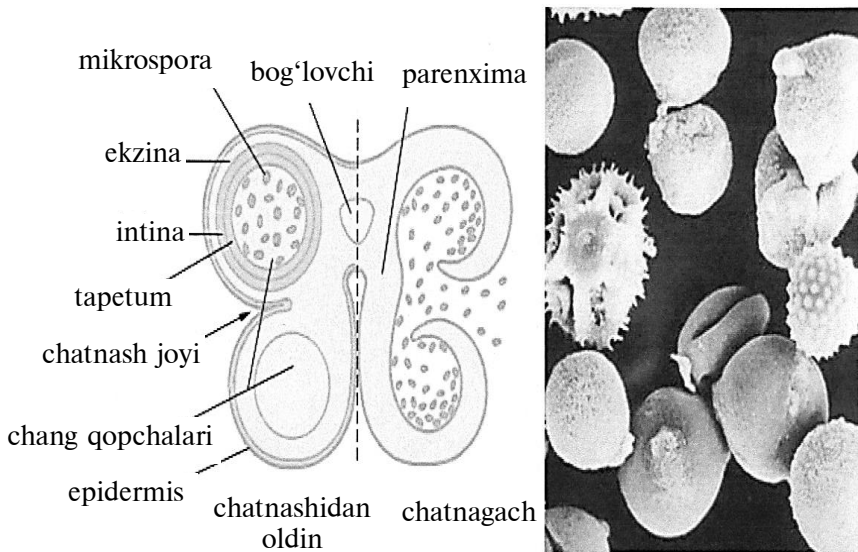 mikrospora
bog‘lovchi
parenxima
ekzina
intina
tapetum
chatnash joyi
chang qopchalari
epidermis
chatnashidan
oldin
chatnagach